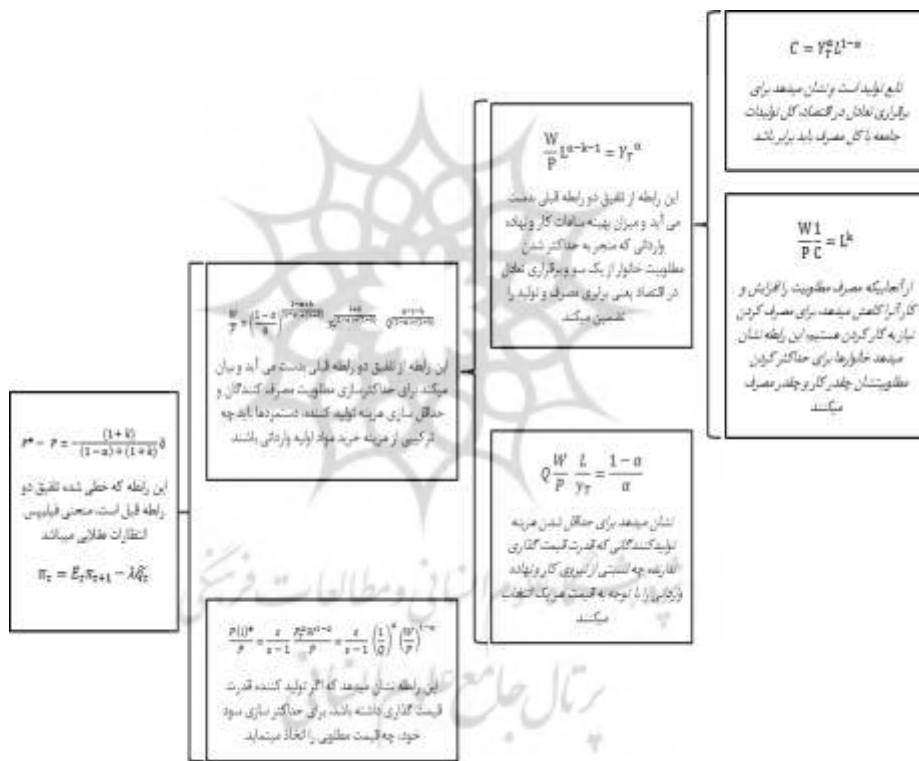 C = Y_T^α L^{1−α}
تابع تولید است و نشان میدهد برای
برقراری تعادل در اقتصاد، کل تولیدات
جامعه با کل مصرف باید برابر باشد
W/P 1/C = L^k
از آنجاییکه مصرف مطلوبیت را افزایش و
کار آنرا کاهش میدهد، برای مصرف کردن
نیاز به کار کردن هستیم، این رابطه نشان
میدهد خانوارها برای حداکثر کردن
مطلوبیتشان چقدر کار و چقدر مصرف
میکنند
W/P L^{α−k−1} = Y_T^α
این رابطه از تلفیق دو رابطه قبلی بدست
می آید و میزان بهینه ساعات کار و نهاده
وارداتی که منجر به حداکثر شدن
مطلوبیت خانوار از یک سو و برقراری تعادل
در اقتصاد یعنی برابری مصرف و تولید را
تضمین میکند
Q W/P L/y_T = (1−α)/α
نشان میدهد برای حداقل شدن هزینه
تولیدکنندگانی که قدرت قیمت گذاری
ندارند، چه نسبتی از نیروی کار و نهاده
وارداتی را با توجه به قیمت هر یک انتخاب
میکنند
این رابطه از تلفیق دو رابطه قبلی بدست می آید و بیان
میکند برای حداکثرسازی مطلوبیت مصرف کنندگان و
حداقل سازی هزینه تولید کننده، دستمزدها باید چه
ترکیبی از هزینه خرید مواد اولیه وارداتی باشند.
P(i)*/P = ε/(ε−1)
این رابطه نشان میدهد که اگر تولید کننده قدرت
قیمت گذاری داشته باشد، برای حداکثر سازی سود
خود، چه قیمت مطلوبی را اتخاذ مینماید.
این رابطه که خطی شده تلفیق دو
رابطه قبل است، منحنی فیلیپس
انتظارات عقلایی میباشد
پژوهشگاه علوم انسانی و مطالعات فرهنگی
پرتال جامع علوم انسانی